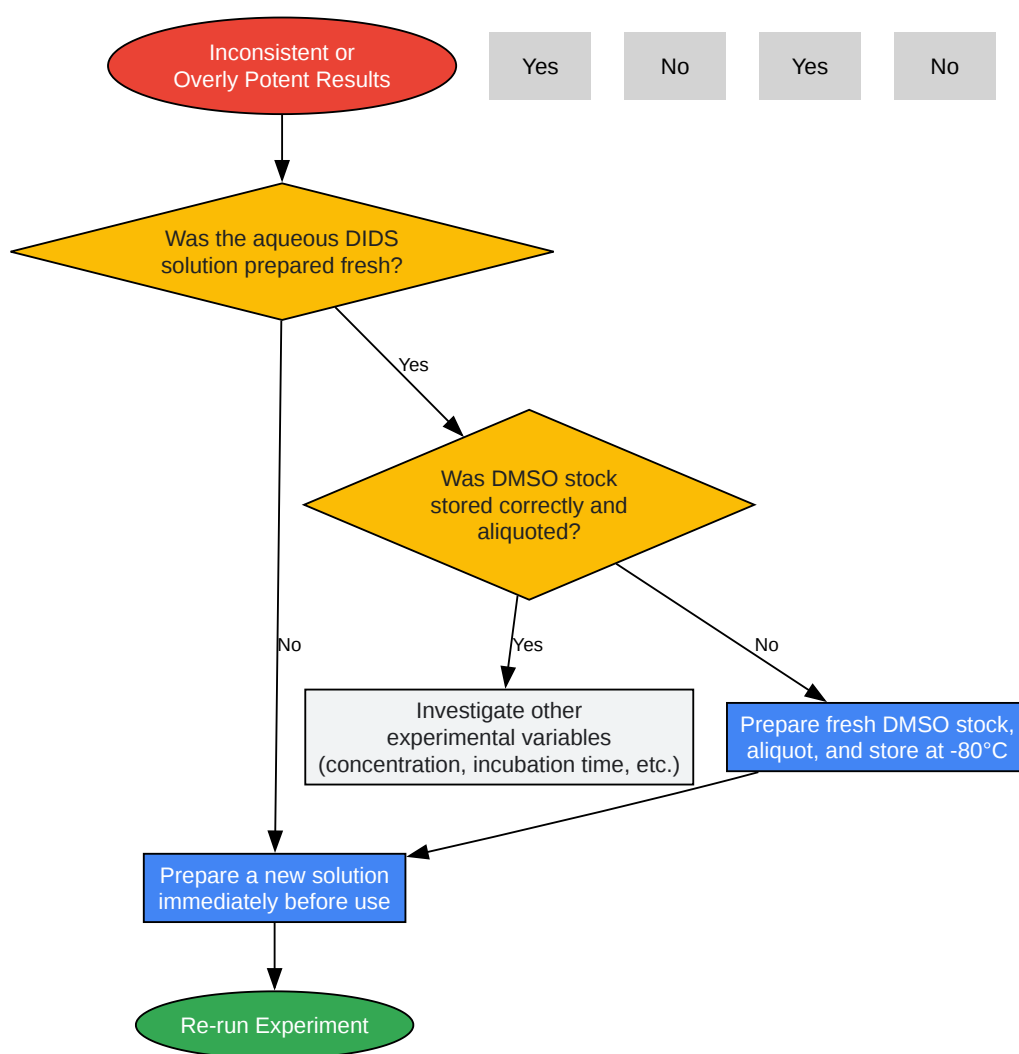 Inconsistent or
Overly Potent Results
Yes
No
Yes
No
Was the aqueous DIDS
solution prepared fresh?
Yes
Was DMSO stock
stored correctly and
aliquoted?
No
Yes
No
Investigate other
experimental variables
(concentration, incubation time, etc.)
Prepare fresh DMSO stock,
aliquot, and store at -80°C
Prepare a new solution
immediately before use
Re-run Experiment